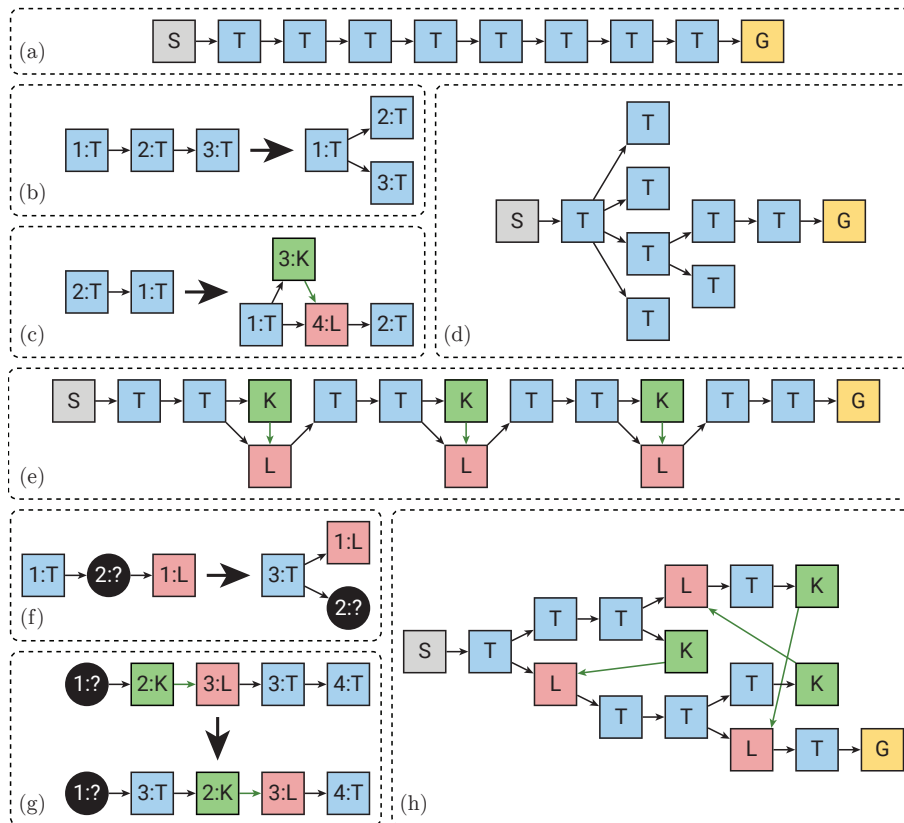 S T T T T T T T T G
(a)
1:T 2:T 3:T 1:T 2:T 3:T
(b)
2:T 1:T 3:K 1:T 4:L 2:T
(c)
T
T
S T T T T G
T
T
(d)
S T T K T T K T T K T T G
L L L
(e)
1:T 2:? 1:L 3:T 1:L 2:?
(f)
1:? 2:K 3:L 3:T 4:T
1:? 3:T 2:K 3:L 4:T
(g)
L T K
T T
S T K
L T K
T T
L T G
(h)